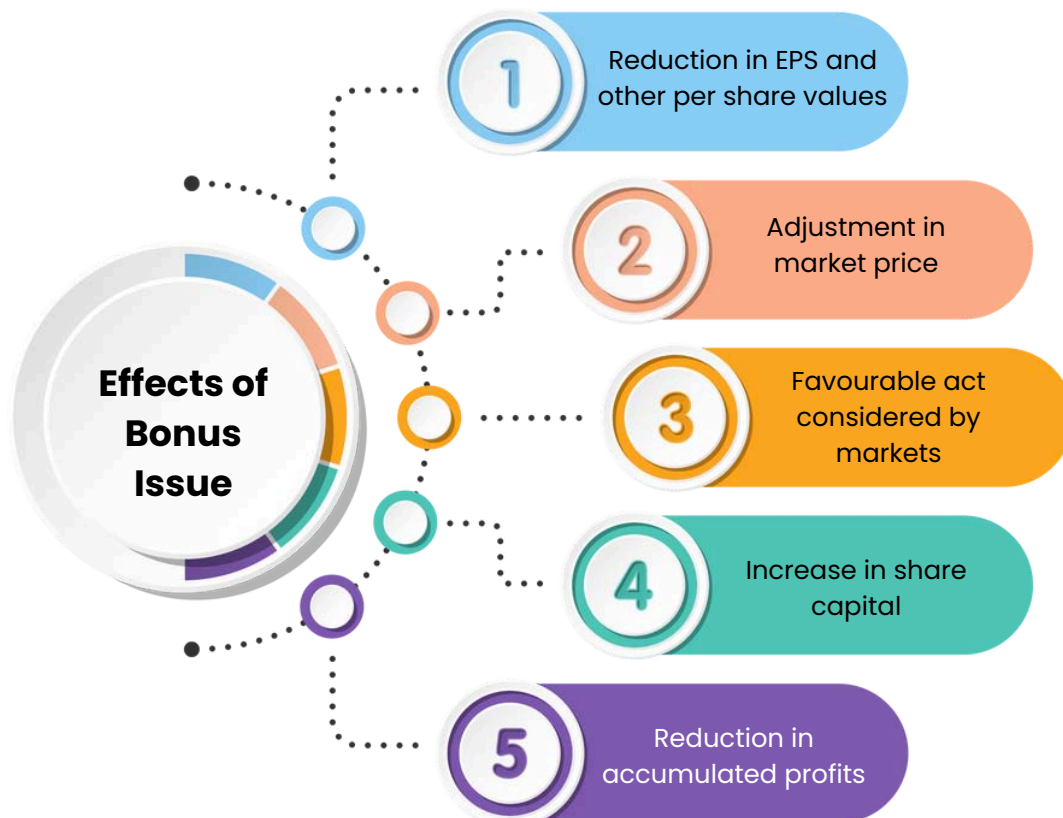 Effects of
Bonus
Issue
1
Reduction in EPS and
other per share values
2
Adjustment in
market price
3
Favourable act
considered by
markets
4
Increase in share
capital
5
Reduction in
accumulated profits